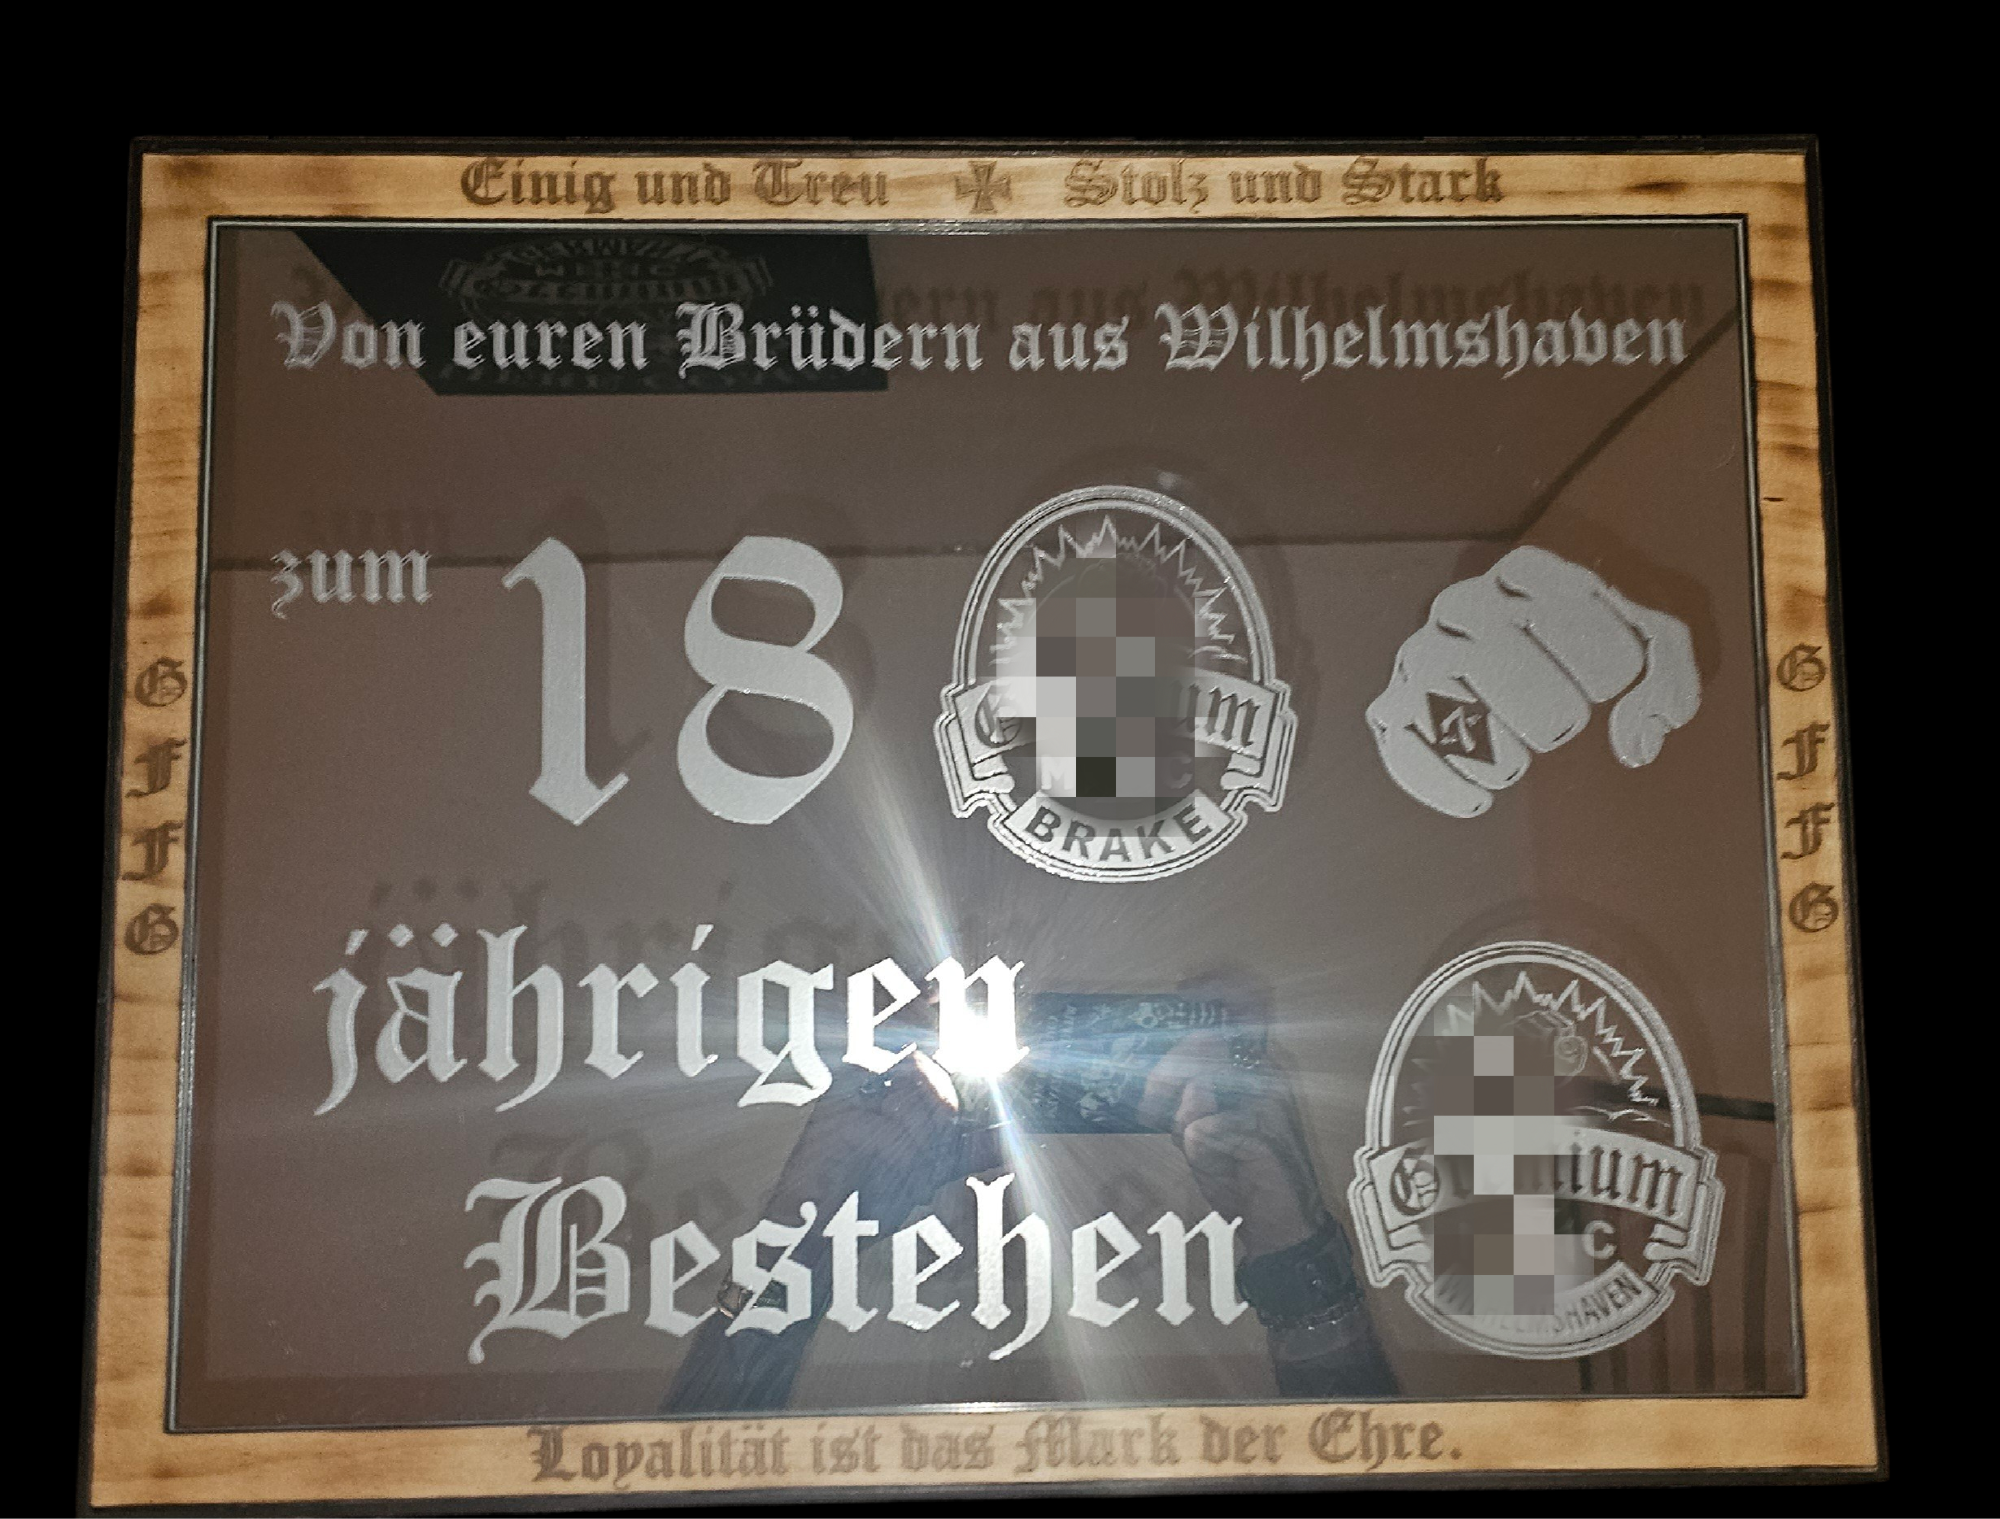 Einig und Treu Stolz und Stark
Von euren Brüdern aus Wilhelmshaven
zum 18
BRAKE
jährigen
Bestehen
C
Loyalität ist das Mark der Ehre.
G
F
F
G
G
F
F
G